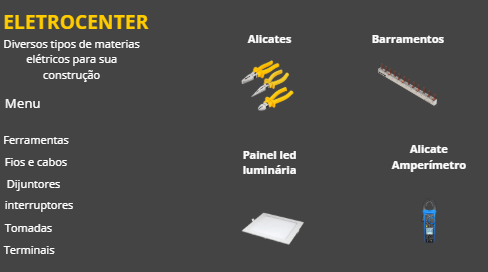 ELETROCENTER
Diversos tipos de materias
elétricos para sua
construção
Menu
Ferramentas
Fios e cabos
Dijuntores
interruptores
Tomadas
Terminais
Alicates
Barramentos
Painel led
luminária
Alicate
Amperímetro